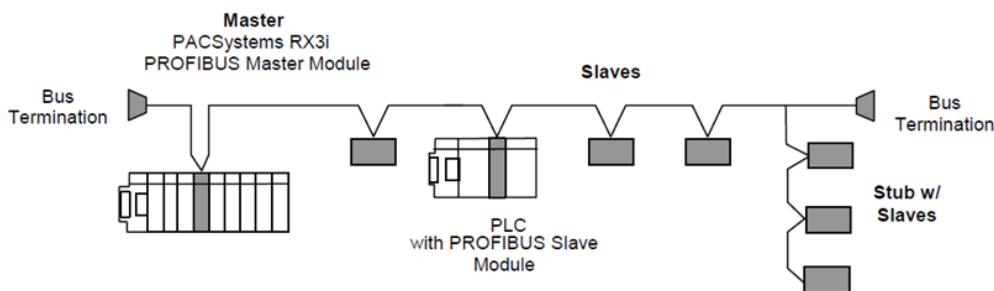 Master
PACSystems RX3i
PROFIBUS Master Module
Bus
Termination
Slaves
Bus
Termination
Stub w/
Slaves
PLC
with PROFIBUS Slave
Module